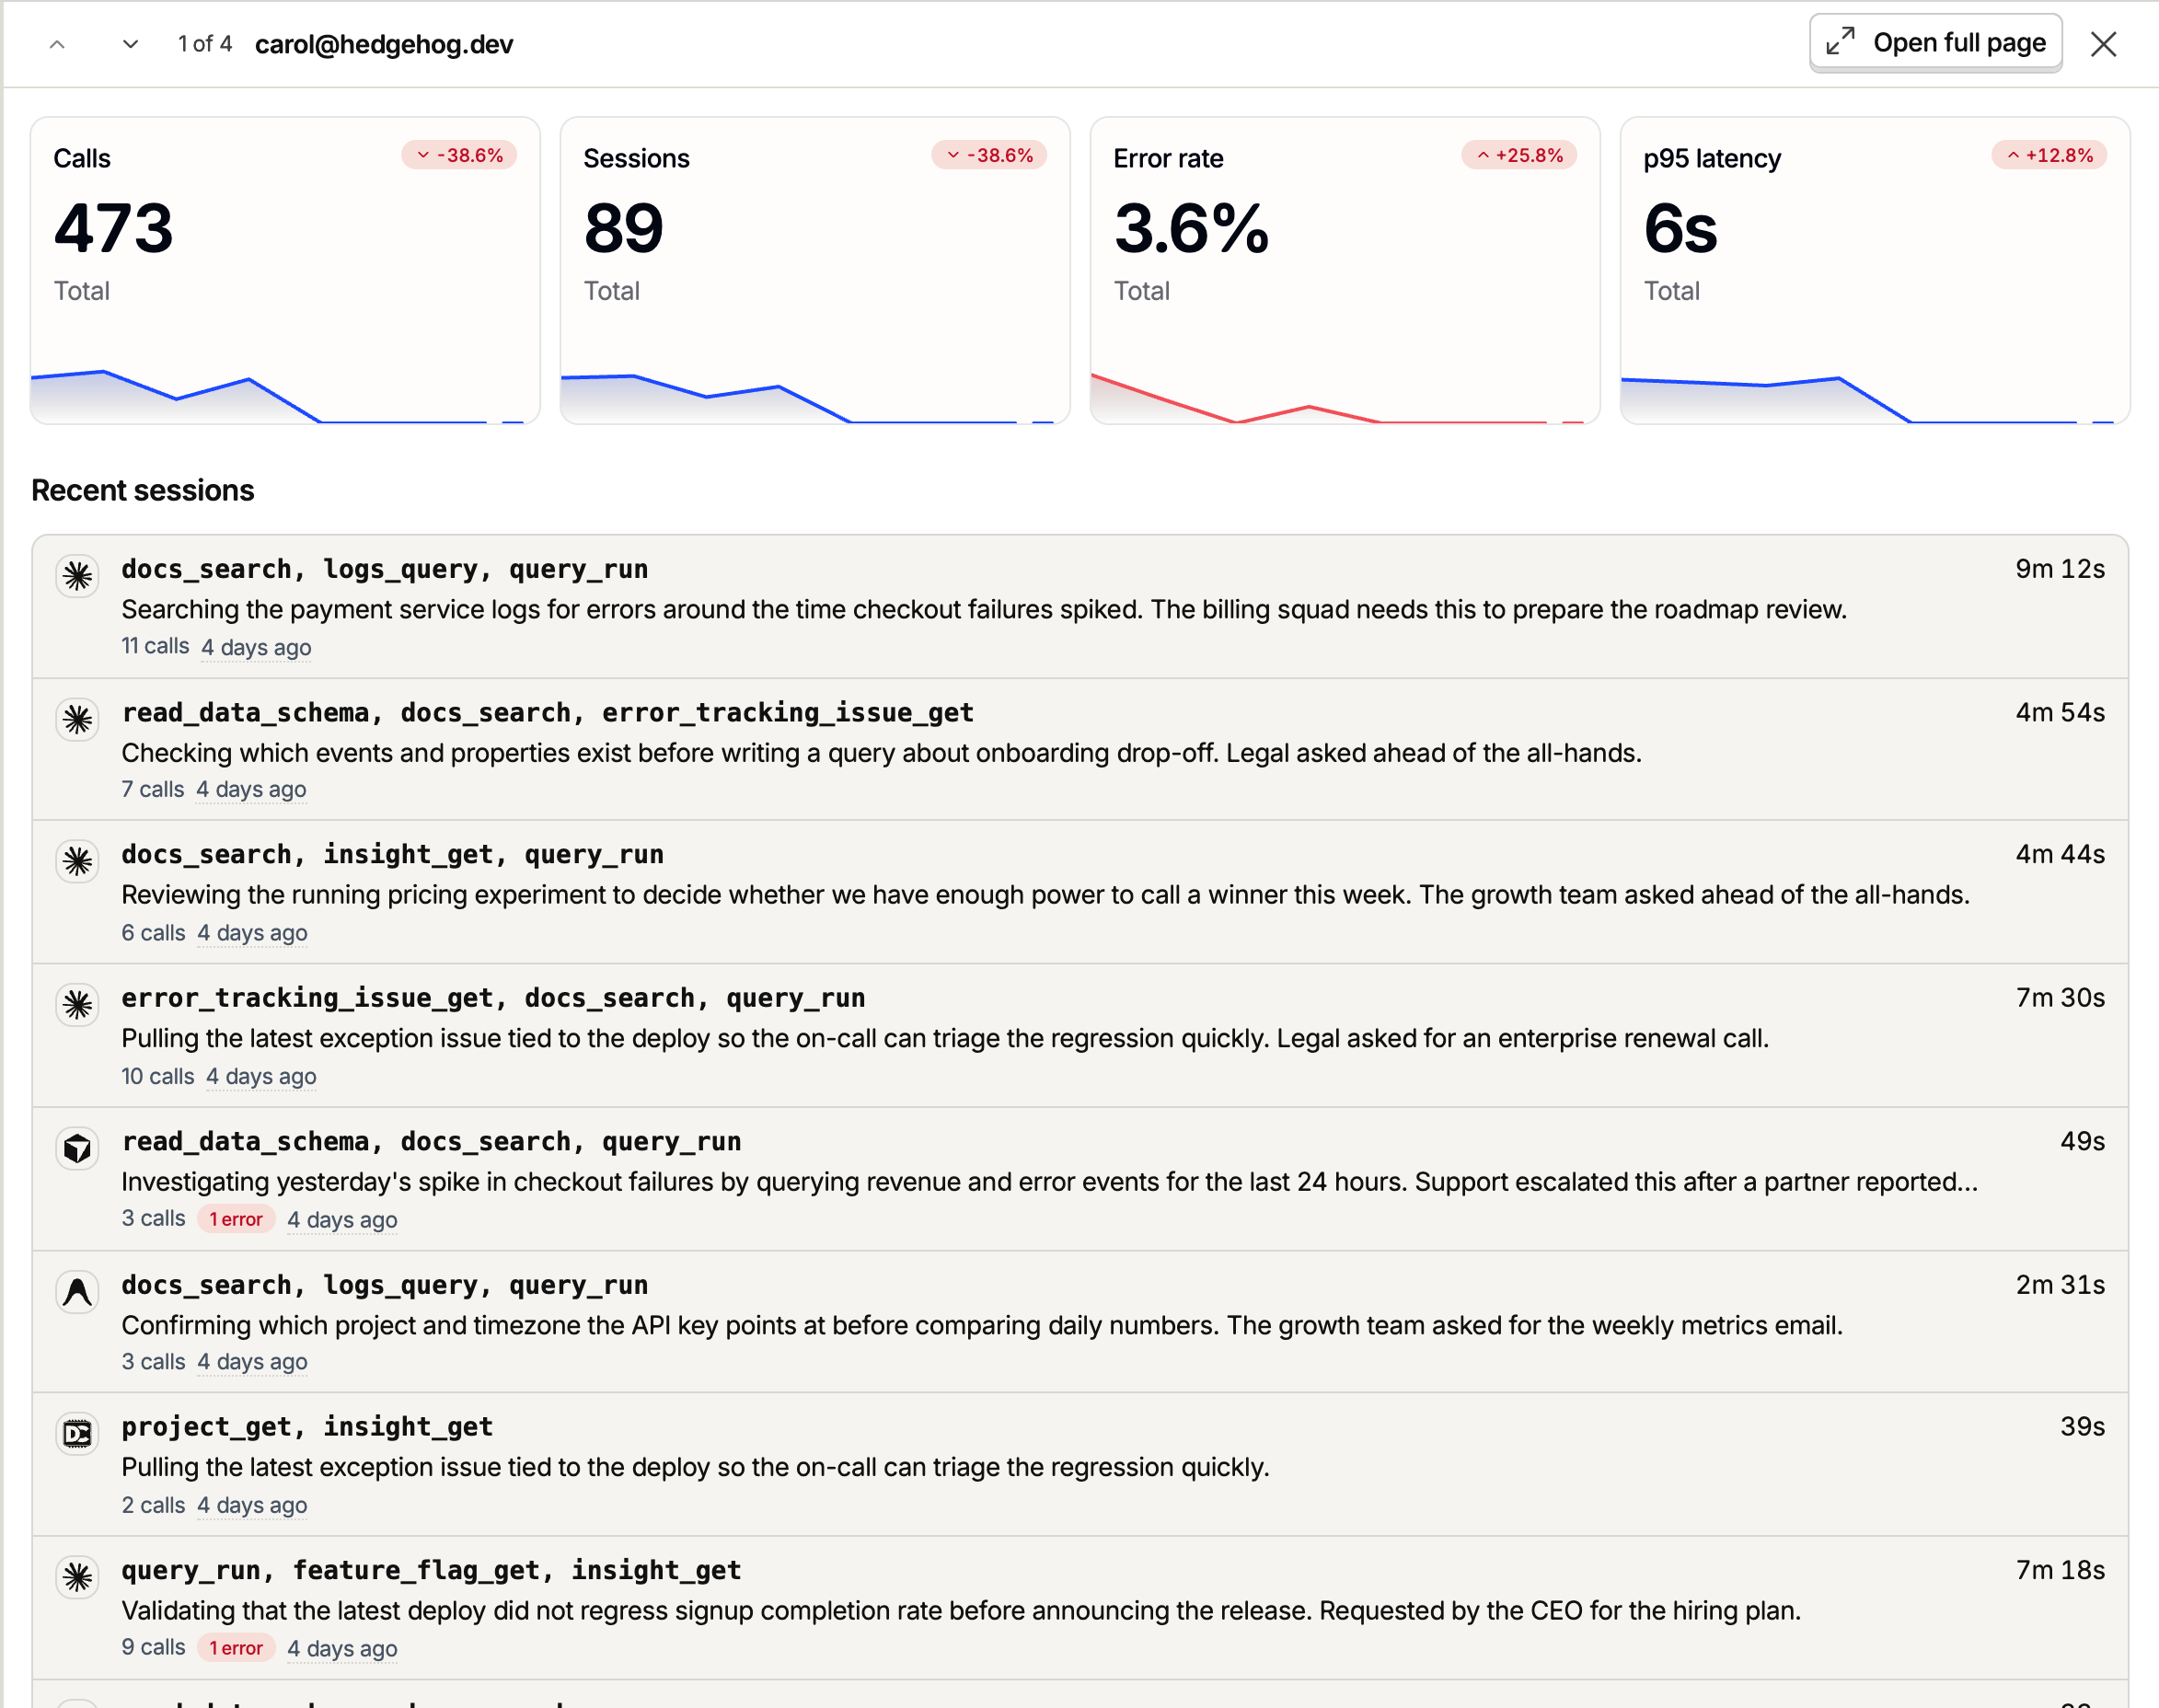 1 of 4 carol@hedgehog.dev
Open full page
Calls
-38.6%
473
Total
Sessions
-38.6%
89
Total
Error rate
+25.8%
3.6%
Total
p95 latency
+12.8%
6s
Total
Recent sessions
docs_search, logs_query, query_run
9m 12s
Searching the payment service logs for errors around the time checkout failures spiked. The billing squad needs this to prepare the roadmap review.
11 calls 4 days ago
read_data_schema, docs_search, error_tracking_issue_get
4m 54s
Checking which events and properties exist before writing a query about onboarding drop-off. Legal asked ahead of the all-hands.
7 calls 4 days ago
docs_search, insight_get, query_run
4m 44s
Reviewing the running pricing experiment to decide whether we have enough power to call a winner this week. The growth team asked ahead of the all-hands.
6 calls 4 days ago
error_tracking_issue_get, docs_search, query_run
7m 30s
Pulling the latest exception issue tied to the deploy so the on-call can triage the regression quickly. Legal asked for an enterprise renewal call.
10 calls 4 days ago
read_data_schema, docs_search, query_run
49s
Investigating yesterday's spike in checkout failures by querying revenue and error events for the last 24 hours. Support escalated this after a partner reported...
3 calls 1 error 4 days ago
docs_search, logs_query, query_run
2m 31s
Confirming which project and timezone the API key points at before comparing daily numbers. The growth team asked for the weekly metrics email.
3 calls 4 days ago
DC
project_get, insight_get
39s
Pulling the latest exception issue tied to the deploy so the on-call can triage the regression quickly.
2 calls 4 days ago
query_run, feature_flag_get, insight_get
7m 18s
Validating that the latest deploy did not regress signup completion rate before announcing the release. Requested by the CEO for the hiring plan.
9 calls 1 error 4 days ago